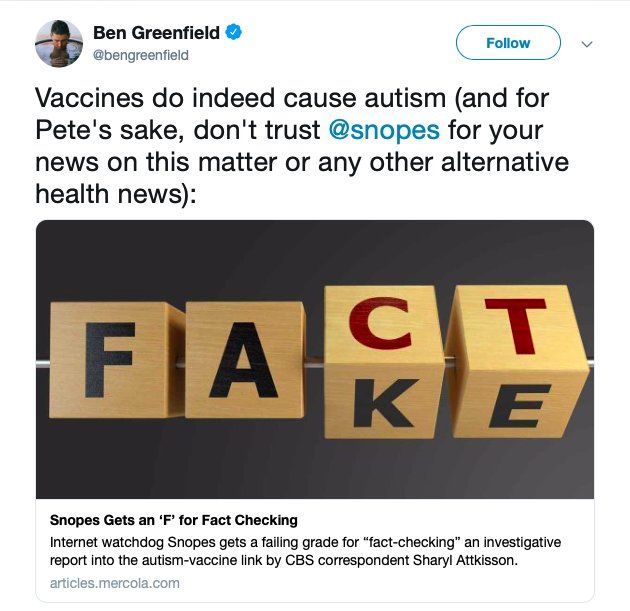 Ben Greenfield
@bengreenfield
Follow
Vaccines do indeed cause autism (and for
Pete's sake, don't trust @snopes for your
news on this matter or any other alternative
health news):
FACT
KE
Snopes Gets an ‘F’ for Fact Checking
Internet watchdog Snopes gets a failing grade for “fact-checking” an investigative
report into the autism-vaccine link by CBS correspondent Sharyl Attkisson.
articles.mercola.com